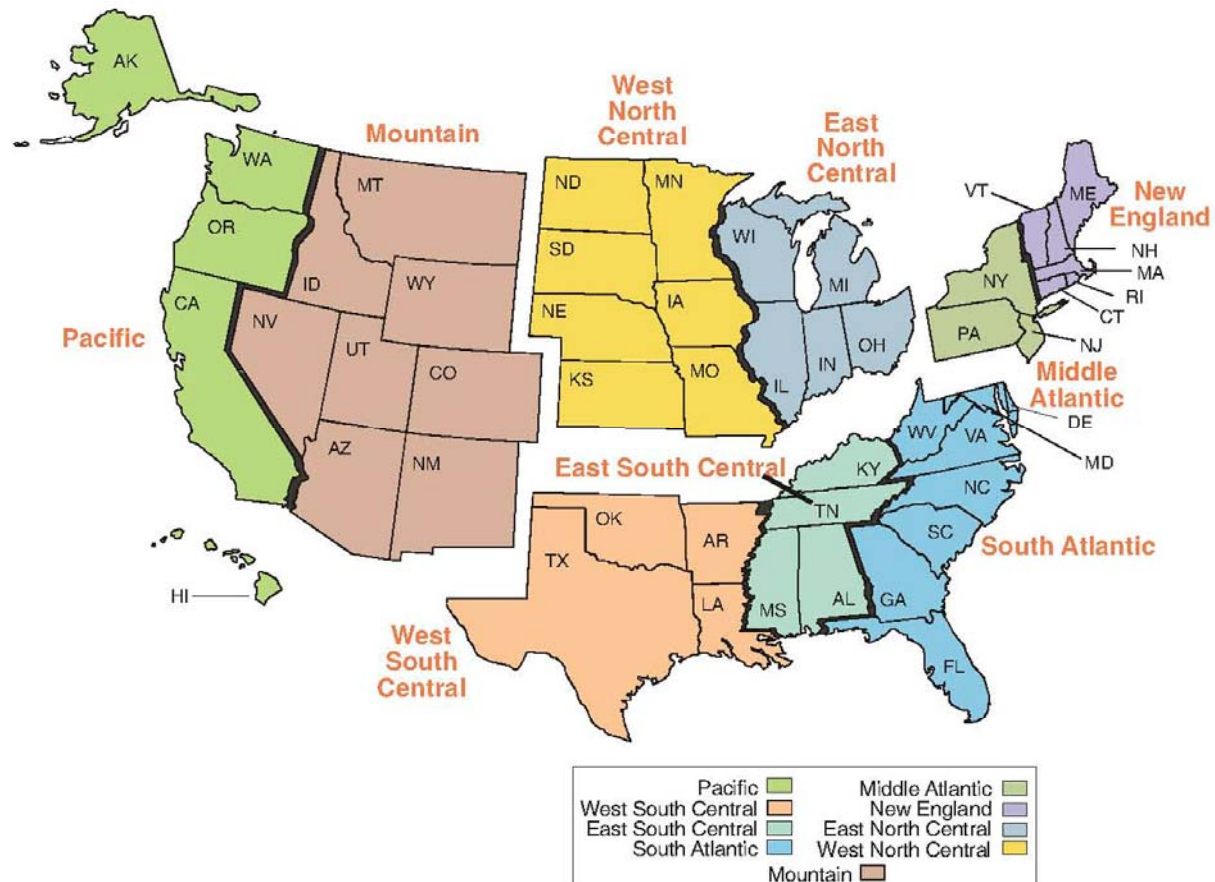 AK
West
North
Central
East
North
Central
Mountain
WA
MT
ND
MN
VT
ME
New
England
OR
ID
WY
SD
WI
MI
NH
MA
RI
CT
NY
CA
NV
UT
CO
NE
IA
IL
IN
OH
PA
NJ
Pacific
KS
MO
Middle
Atlantic
DE
MD
AZ
NM
East South Central
KY
WV
VA
TN
NC
SC
South Atlantic
OK
AR
TX
LA
MS
AL
GA
FL
HI
West
South
Central
Pacific
West South Central
East South Central
South Atlantic
Middle Atlantic
New England
East North Central
West North Central
Mountain